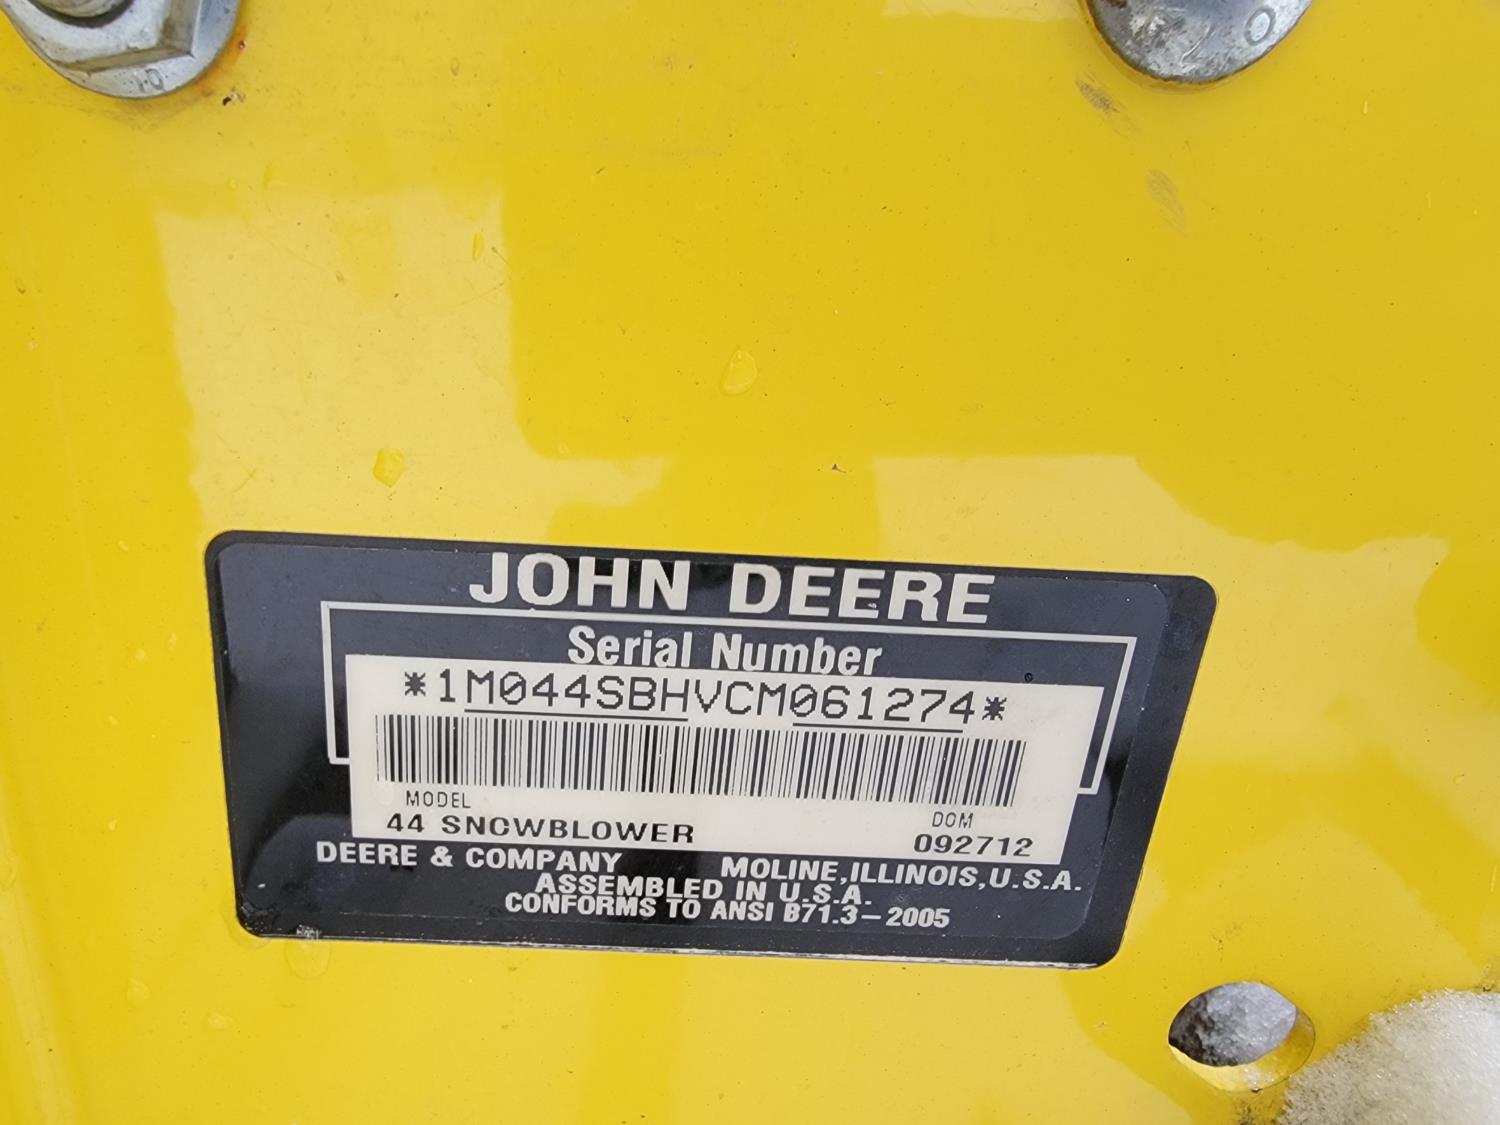 JOHN DEERE
Serial Number
*1M044SBHVCM061274*
MODEL
DOM
44 SNOWBLOWER
092712
DEERE & COMPANY
MOLINE, ILLINOIS, U.S.A.
ASSEMBLED IN U.S.A.
CONFORMS TO ANSI B71.3-2005